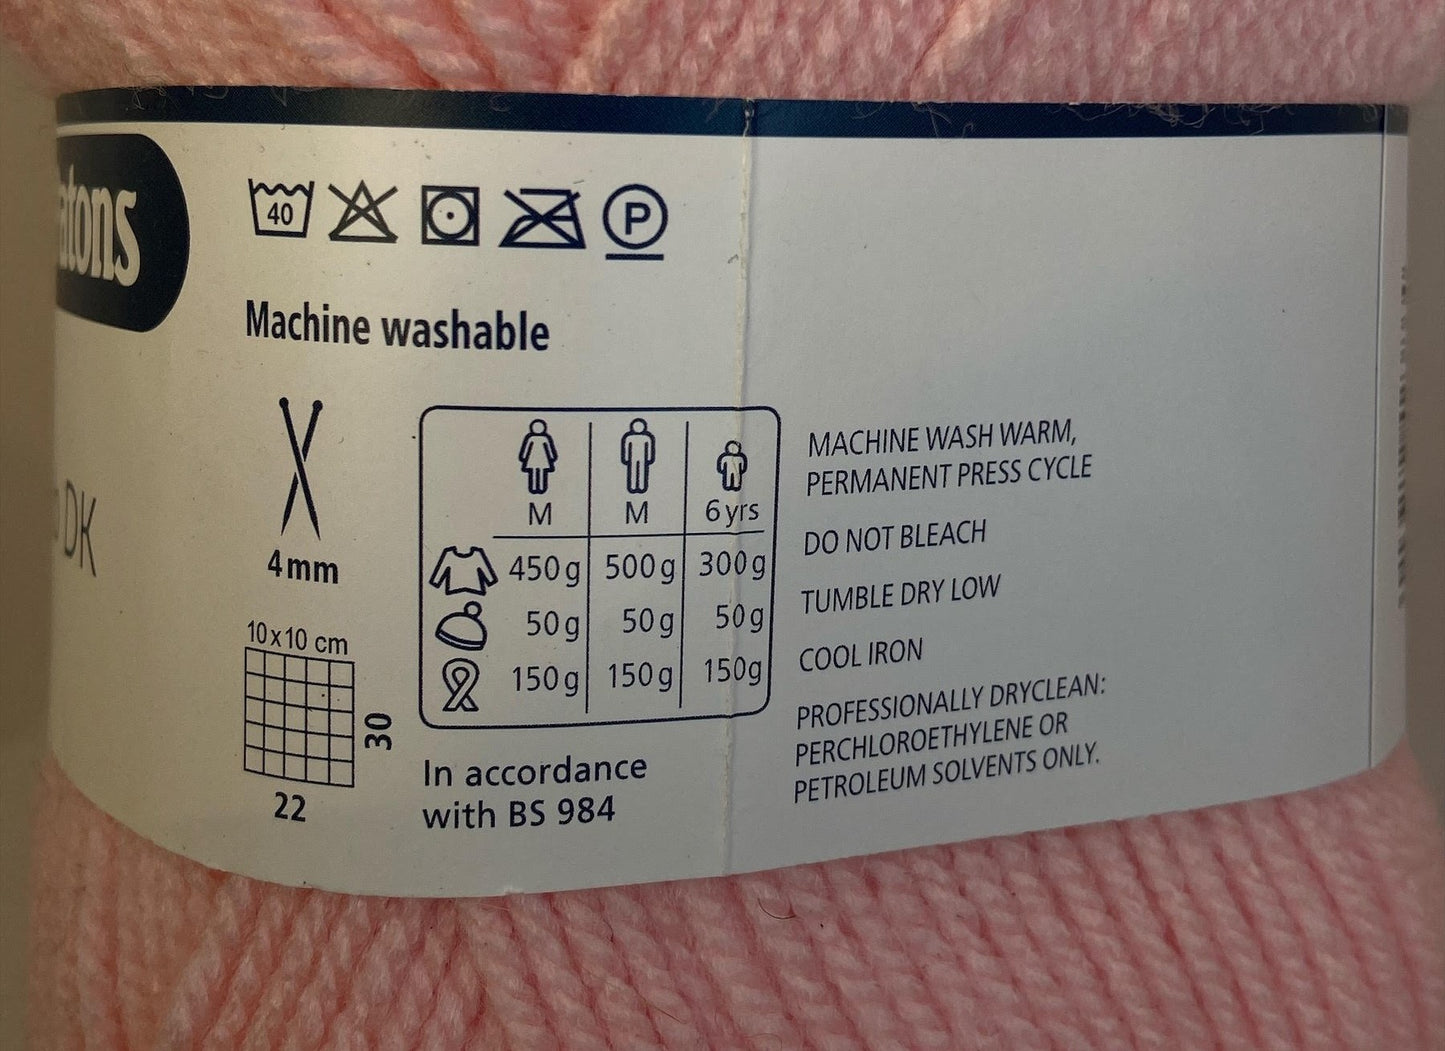 atons
DK
40
P
Machine washable
4mm
10x10 cm
30
22
M M 6 yrs
450g 500g 300g
50g 50g 50g
150g 150g 150g
In accordance
with BS 984
MACHINE WASH WARM,
PERMANENT PRESS CYCLE
DO NOT BLEACH
TUMBLE DRY LOW
COOL IRON
PROFESSIONALLY DRYCLEAN:
PERCHLOROETHYLENE OR
PETROLEUM SOLVENTS ONLY.